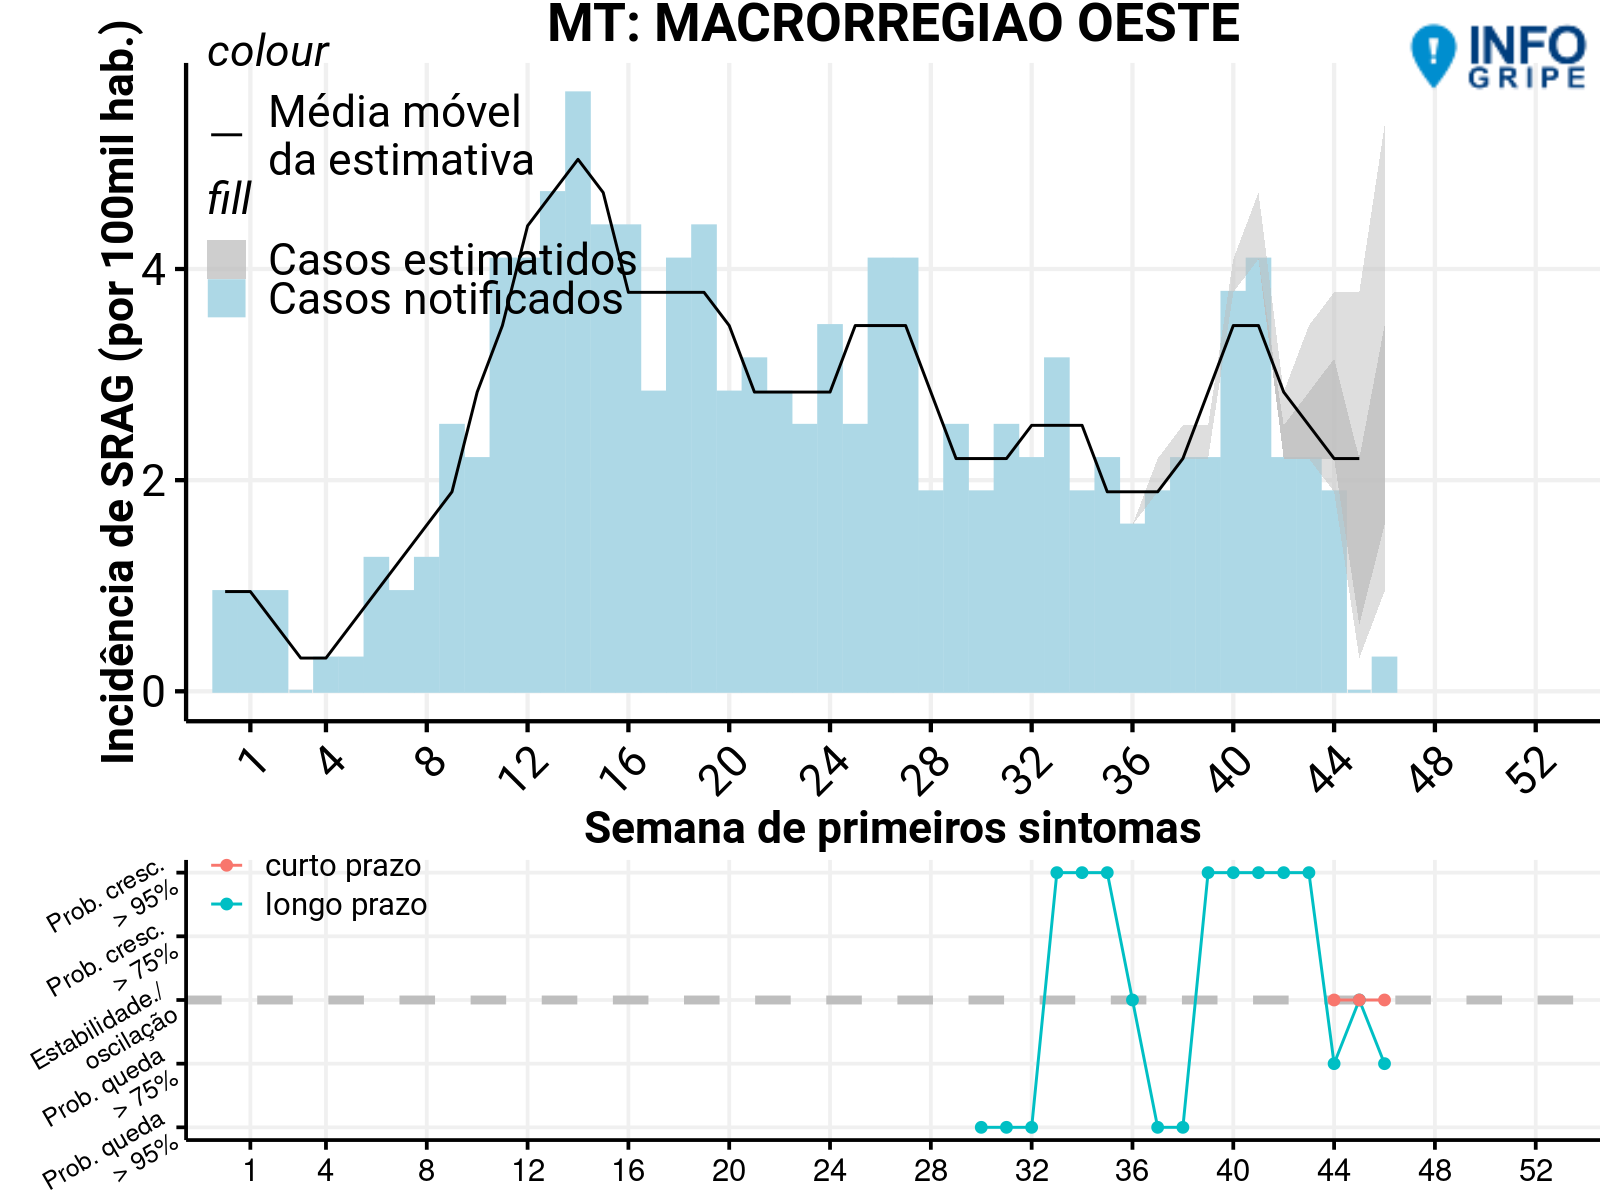 MT: MACRORREGIAO OESTE
INFO
GRIPE
colour
Média móvel
da estimativa
fill
Casos estimatidos
Casos notificados
Incidência de SRAG (por 100mil hab.)
4
2
0
1 4 8 12 16 20 24 28 32 36 40 44 48 52
Semana de primeiros sintomas
curto prazo
longo prazo
Prob. cresc.
> 95%
Prob. cresc.
> 75%
Estabilidade./
oscilação
Prob. queda
> 75%
Prob. queda
> 95%
1 4 8 12 16 20 24 28 32 36 40 44 48 52